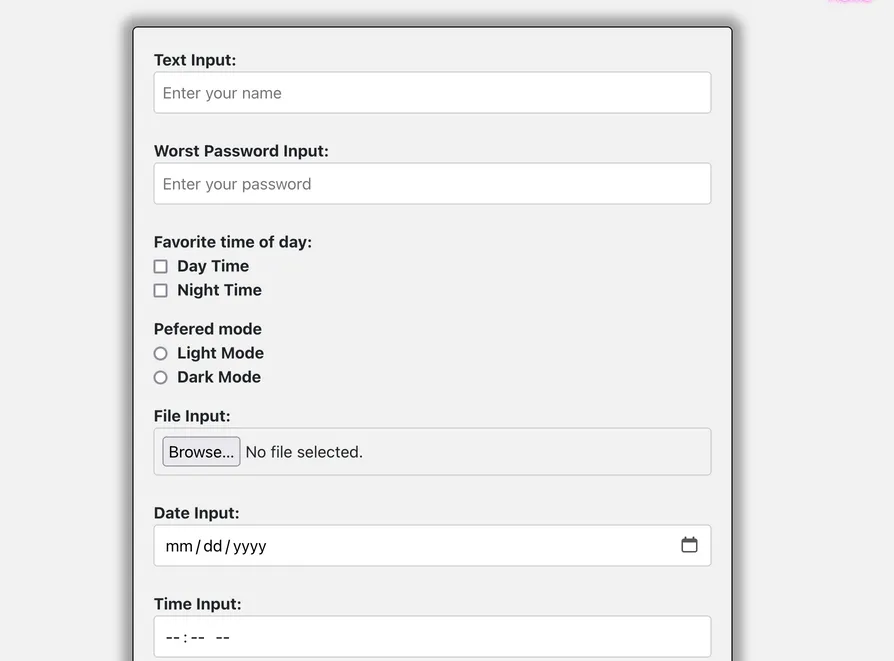 Text Input:
Enter your name
Worst Password Input:
Enter your password
Favorite time of day:
Day Time
Night Time
Pefered mode
Light Mode
Dark Mode
File Input:
Browse... No file selected.
Date Input:
mm/dd/yyyy
Time Input:
--:-- --